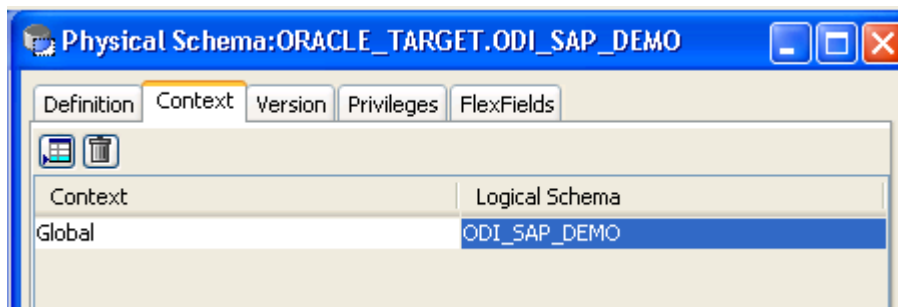 Physical Schema:ORACLE_TARGET.ODI_SAP_DEMO
Definition Context Version Privileges FlexFields
Context Logical Schema
Global ODI_SAP_DEMO